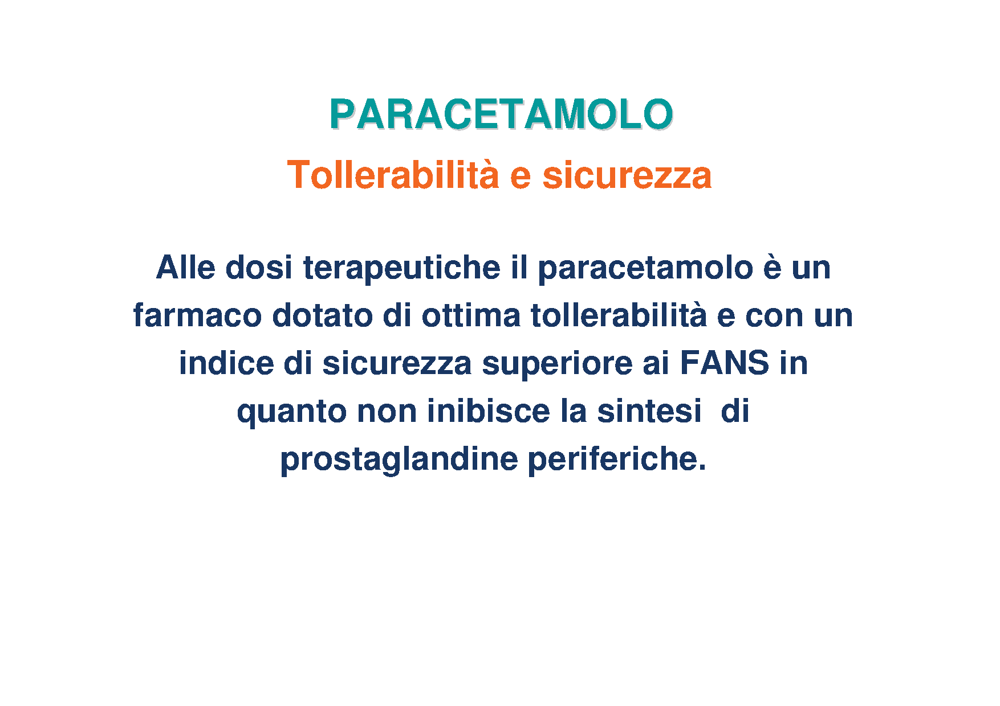 PARACETAMOLO
Tollerabilità e sicurezza
Alle dosi terapeutiche il paracetamolo è un
farmaco dotato di ottima tollerabilità e con un
indice di sicurezza superiore ai FANS in
quanto non inibisce la sintesi di
prostaglandine periferiche.